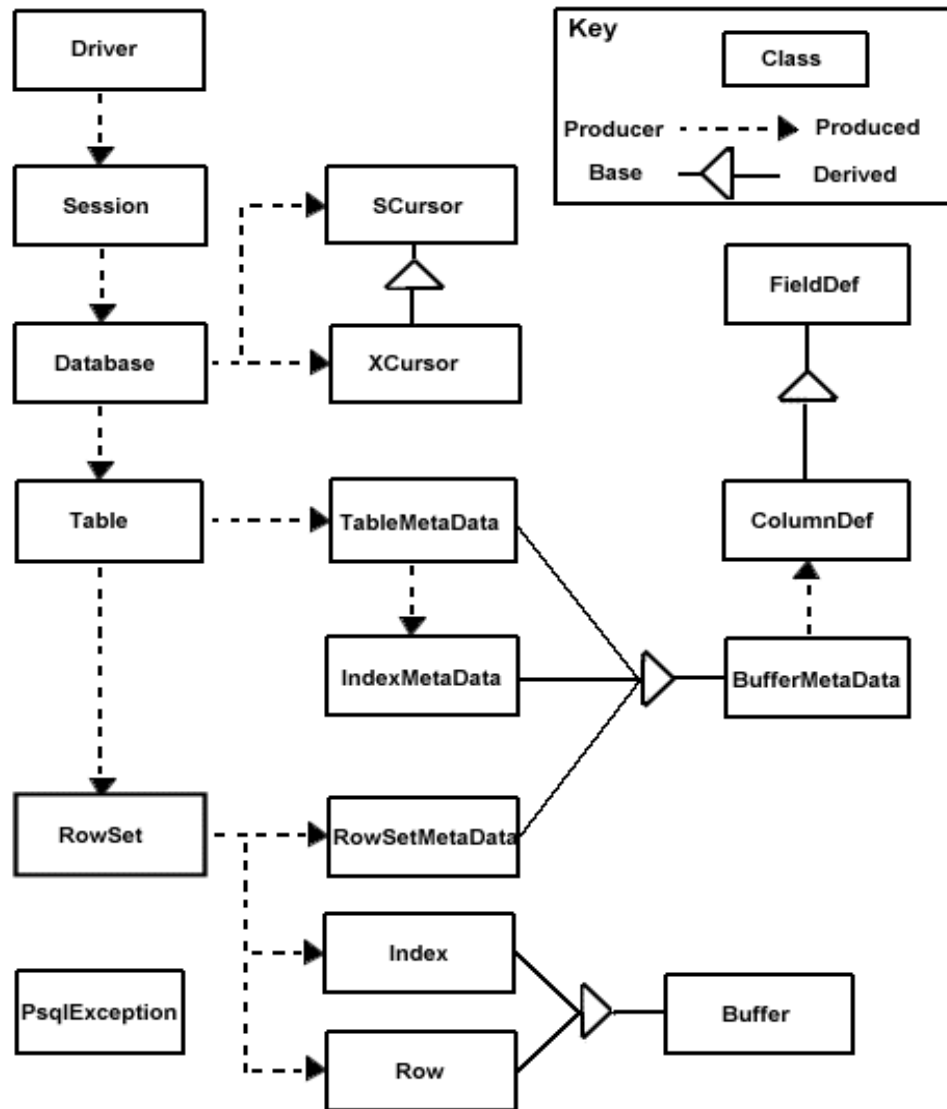 Driver
Key
Class
Producer
Produced
Base
Derived
Session
SCursor
FieldDef
Database
XCursor
Table
TableMetaData
ColumnDef
IndexMetaData
BufferMetaData
RowSet
RowSetMetaData
Index
PsqlException
Buffer
Row